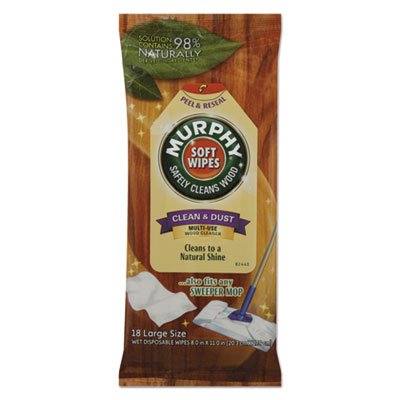 SOLUTION
CONTAINS 98%
NATURALLY
PEEL & RESEAL
MURPHY
SOFT
WIPES
SAFELY CLEANS WOOD
CLEAN & DUST
MULTI-USE
WOOD CLEANER
Cleans to a
Natural Shine
...also fits any
SWEEPER MOP
18 Large Size
WET DISPOSABLE WIPES 8.0 in X 11.0 in (20.3